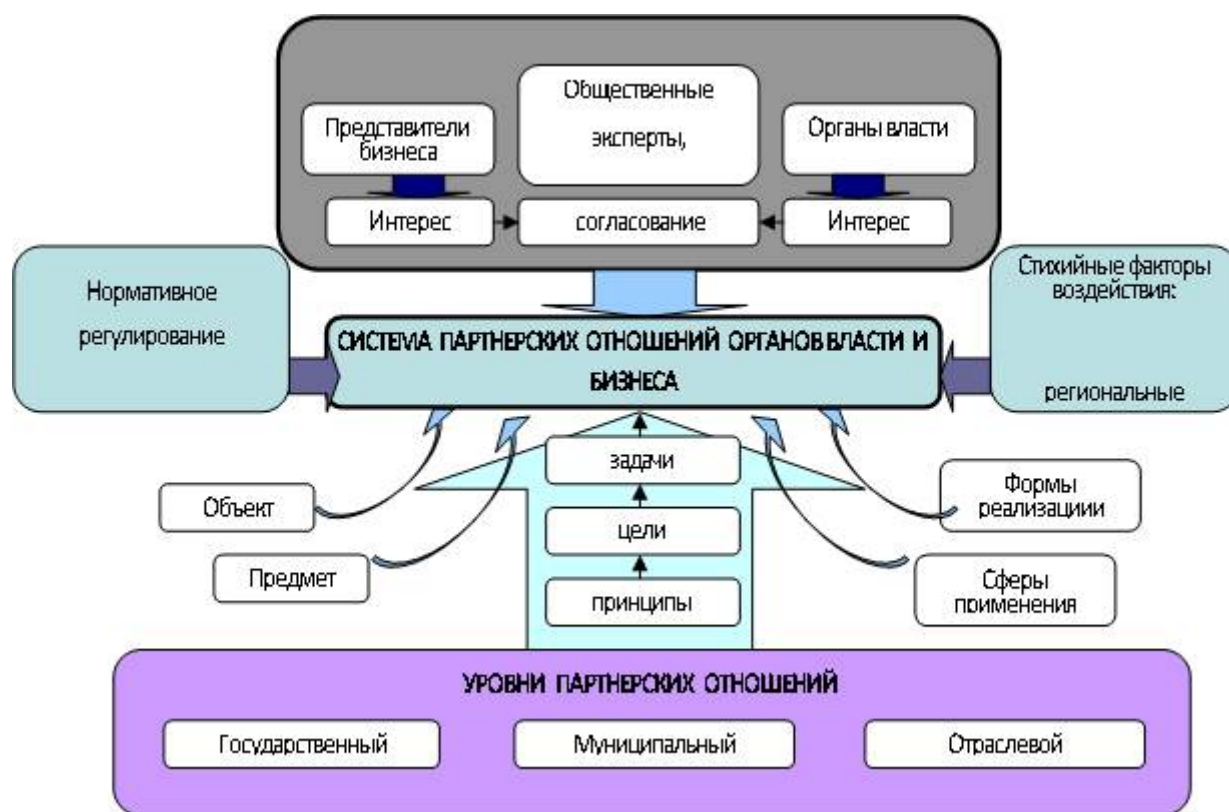 Общественные
эксперты,
Представители
бизнеса
Органы власти
Интерес
согласование
Интерес
Нормативное
регулирование
Стихийные факторы
воздействия:
региональные
СИСТЕМА ПАРТНЕРСКИХ ОТНОШЕНИЙ ОРГАНОВ ВЛАСТИ И
БИЗНЕСА
задачи
Объект
Формы
реализациии
цели
Предмет
принципы
Сферы
применения
УРОВНИ ПАРТНЕРСКИХ ОТНОШЕНИЙ
Государственный
Муниципальный
Отраслевой